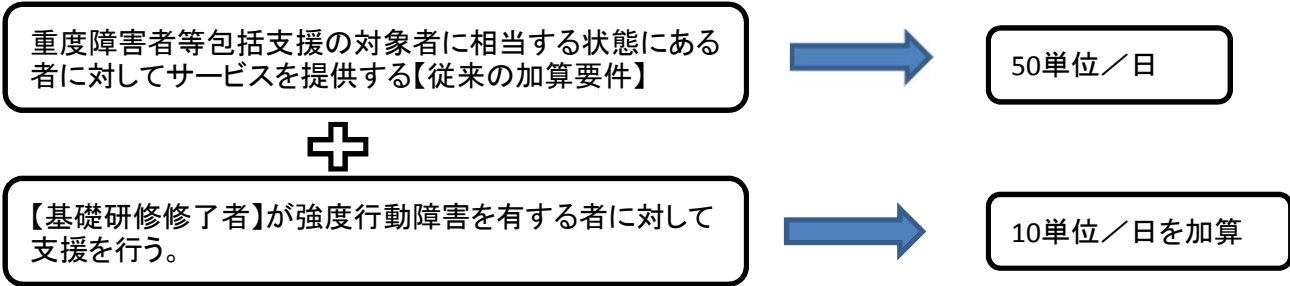 重度障害者等包括支援の対象者に相当する状態にある
者に対してサービスを提供する【従来の加算要件】
50単位／日
【基礎研修修了者】が強度行動障害を有する者に対して
支援を行う。
10単位／日を加算